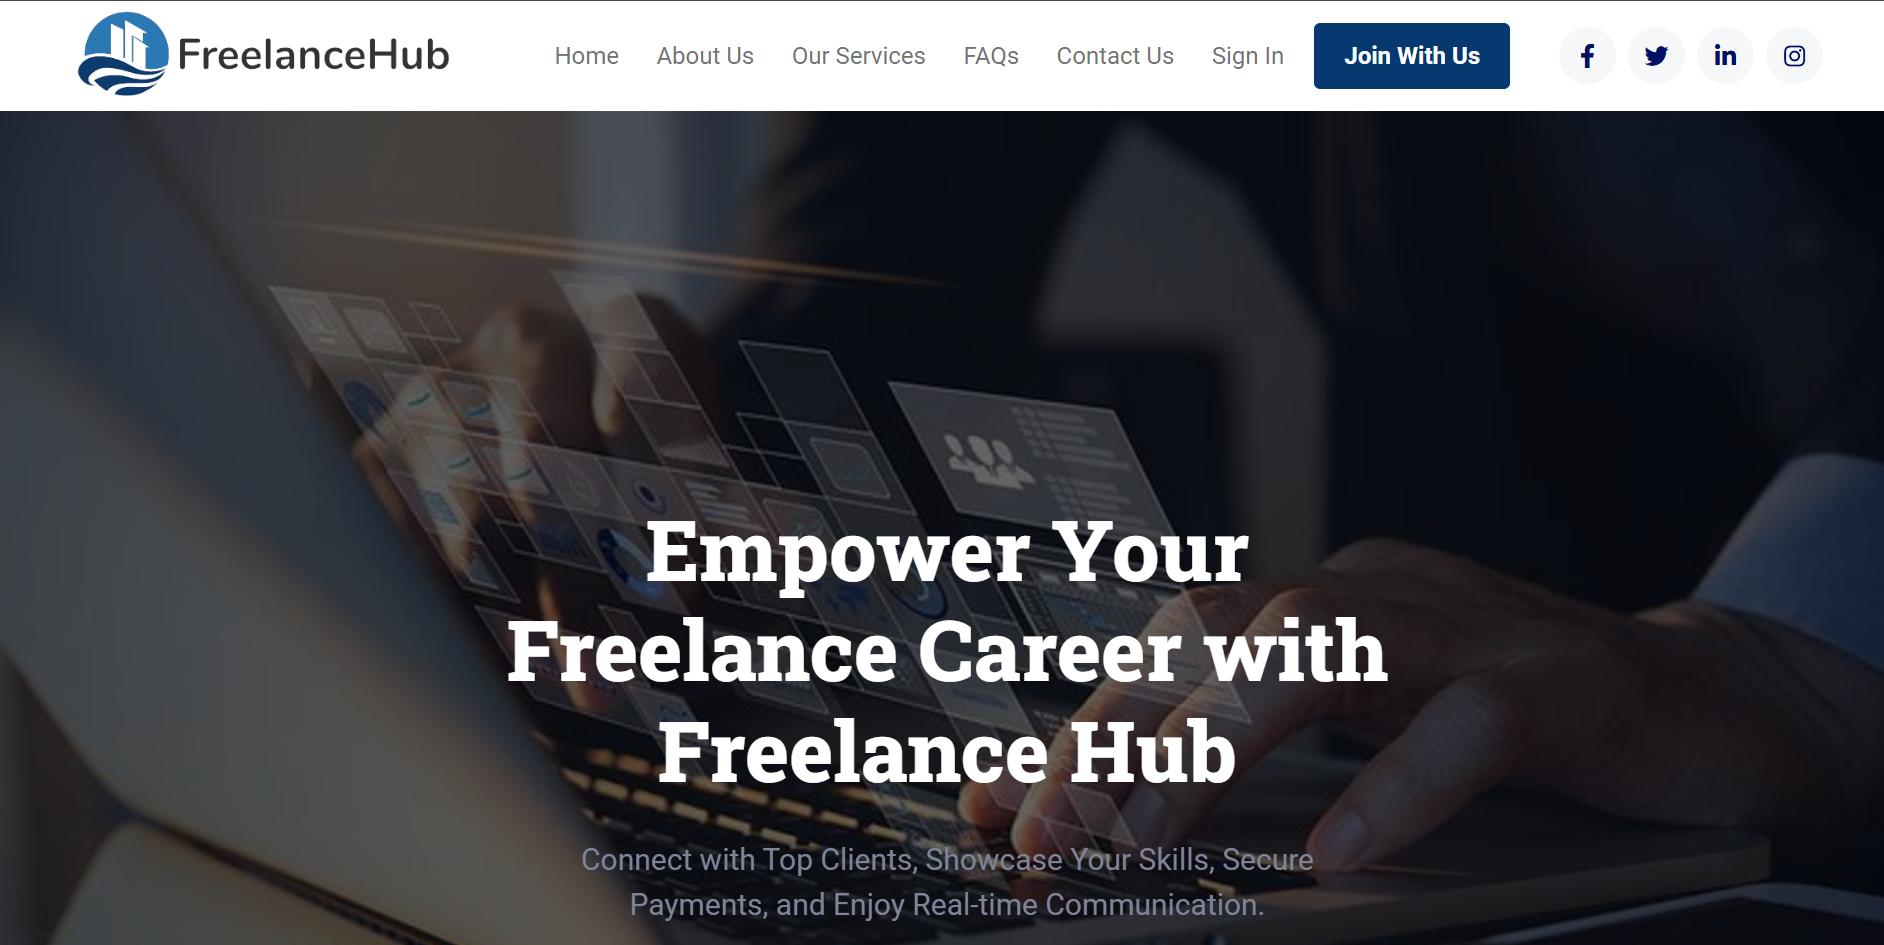 FreelanceHub
Home About Us Our Services FAQs Contact Us Sign In Join With Us
Empower Your
Freelance Career with
Freelance Hub
Connect with Top Clients, Showcase Your Skills, Secure
Payments, and Enjoy Real-time Communication.